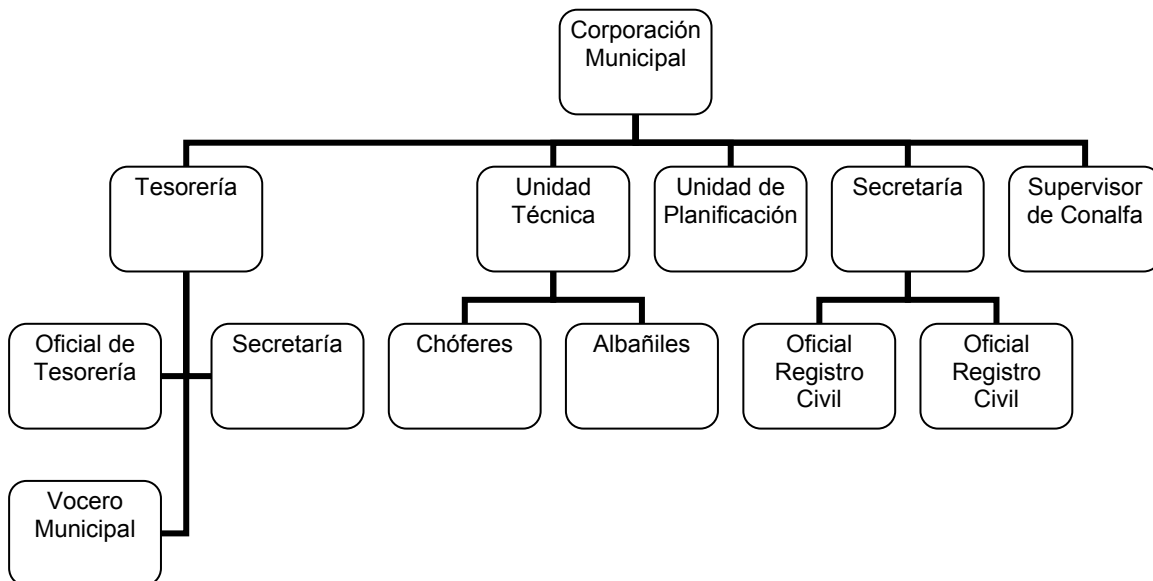 Corporación
Municipal
Tesorería
Unidad
Técnica
Unidad de
Planificación
Secretaría
Supervisor
de Conalfa
Oficial de
Tesorería
Secretaría
Chóferes
Albañiles
Oficial
Registro
Civil
Oficial
Registro
Civil
Vocero
Municipal